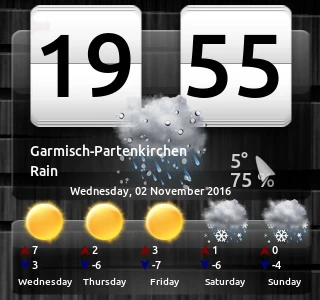 19 55
Garmisch-Partenkirchen
Rain
5°
75 %
Wednesday, 02 November 2016
7 2 3 1 0
3 -6 -7 -6 -4
Wednesday Thursday Friday Saturday Sunday